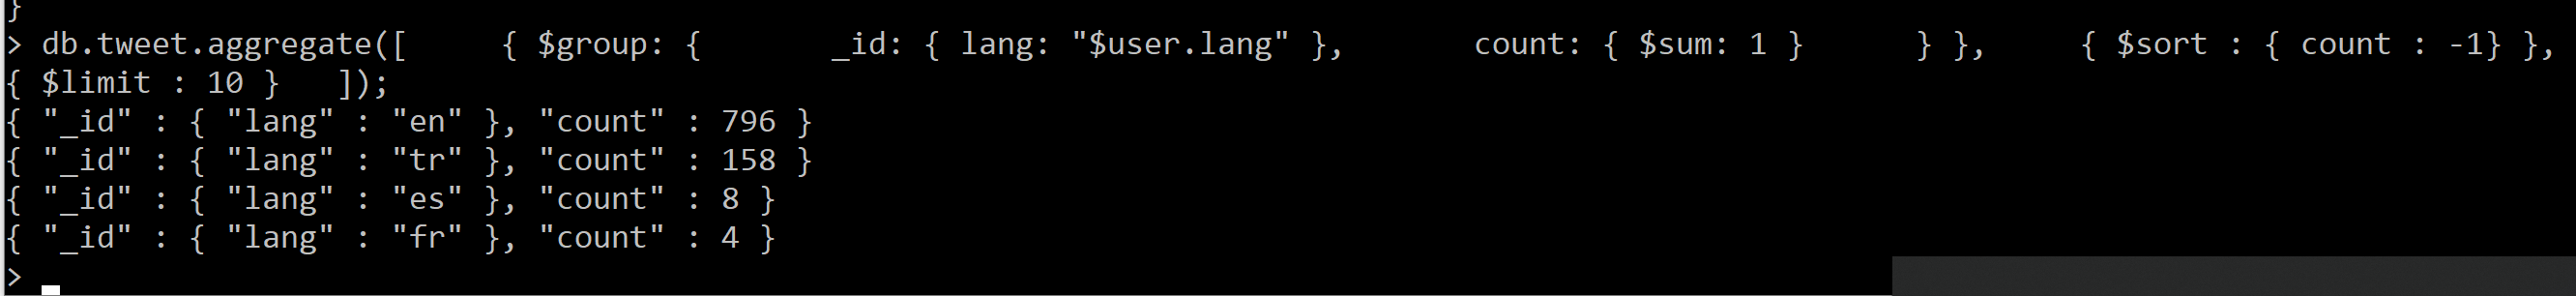 }
> db.tweet.aggregate([     { $group: {       _id: { lang: "$user.lang" },       count: { $sum: 1 }      } },     { $sort : { count : -1} },
{ $limit : 10 }   ]);
{ "_id" : { "lang" : "en" }, "count" : 796 }
{ "_id" : { "lang" : "tr" }, "count" : 158 }
{ "_id" : { "lang" : "es" }, "count" : 8 }
{ "_id" : { "lang" : "fr" }, "count" : 4 }
>